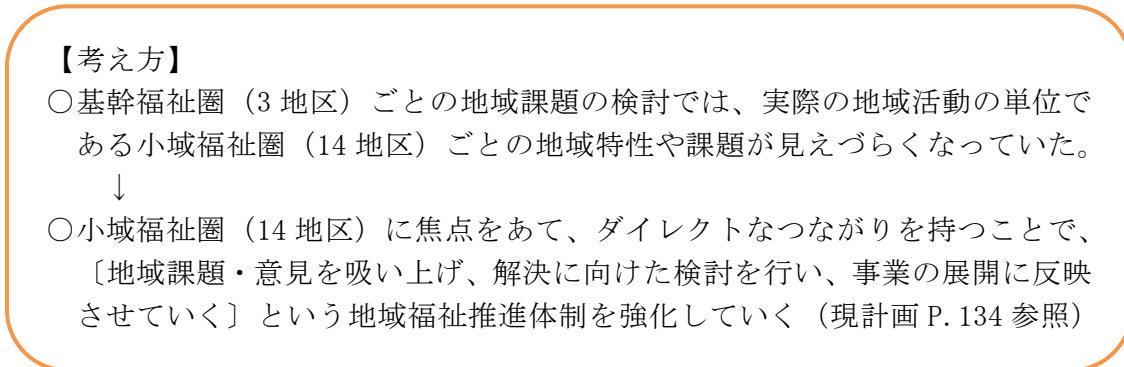 【考え方】
○基幹福祉圏（3 地区）ごとの地域課題の検討では、実際の地域活動の単位で
ある小域福祉圏（14 地区）ごとの地域特性や課題が見えづらくなっていた。
↓
○小域福祉圏（14 地区）に焦点をあて、ダイレクトなつながりを持つことで、
〔地域課題・意見を吸い上げ、解決に向けた検討を行い、事業の展開に反映
させていく〕という地域福祉推進体制を強化していく（現計画 P.134 参照）